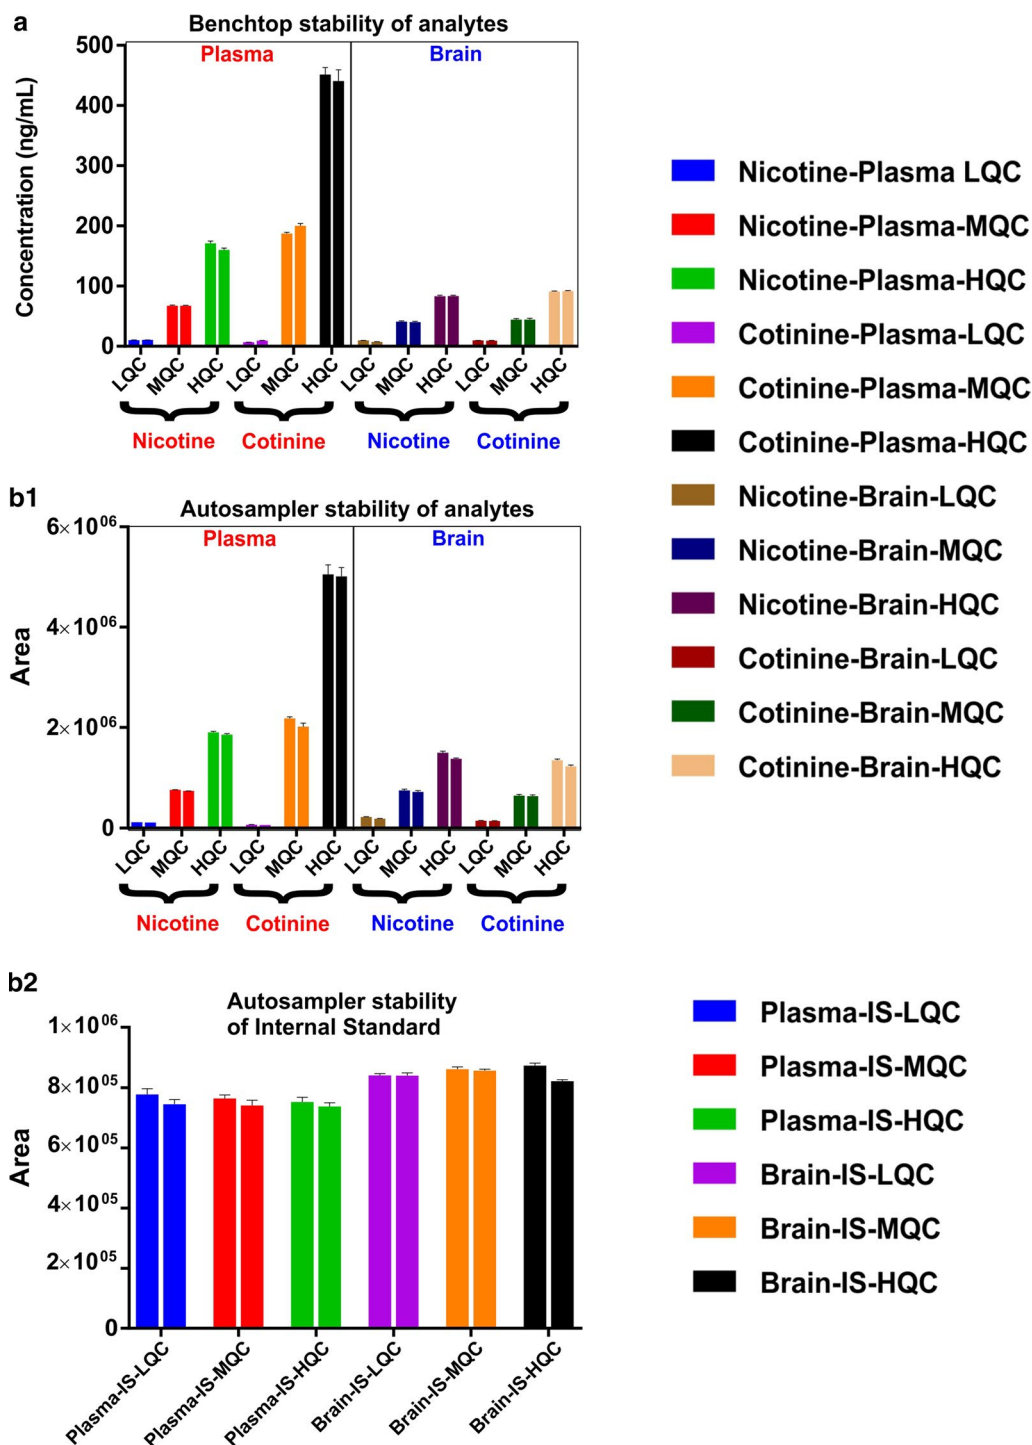 a
Benchtop stability of analytes
Plasma
Brain
Concentration (ng/mL)
500
400
300
200
100
0
LQC
MQC
HQC
LQC
MQC
HQC
LQC
MQC
HQC
LQC
MQC
HQC
Nicotine
Cotinine
Nicotine
Cotinine
Nicotine-Plasma LQC
Nicotine-Plasma-MQC
Nicotine-Plasma-HQC
Cotinine-Plasma-LQC
Cotinine-Plasma-MQC
Cotinine-Plasma-HQC
Nicotine-Brain-LQC
Nicotine-Brain-MQC
Nicotine-Brain-HQC
Cotinine-Brain-LQC
Cotinine-Brain-MQC
Cotinine-Brain-HQC
b1
Autosampler stability of analytes
Plasma
Brain
Area
6×10⁰⁶
4×10⁰⁶
2×10⁰⁶
0
LQC
MQC
HQC
LQC
MQC
HQC
LQC
MQC
HQC
LQC
MQC
HQC
Nicotine
Cotinine
Nicotine
Cotinine
b2
Autosampler stability
of Internal Standard
Area
1×10⁰⁶
8×10⁰⁵
6×10⁰⁵
4×10⁰⁵
2×10⁰⁵
0
Plasma-IS-LQC
Plasma-IS-MQC
Plasma-IS-HQC
Brain-IS-LQC
Brain-IS-MQC
Brain-IS-HQC
Plasma-IS-LQC
Plasma-IS-MQC
Plasma-IS-HQC
Brain-IS-LQC
Brain-IS-MQC
Brain-IS-HQC